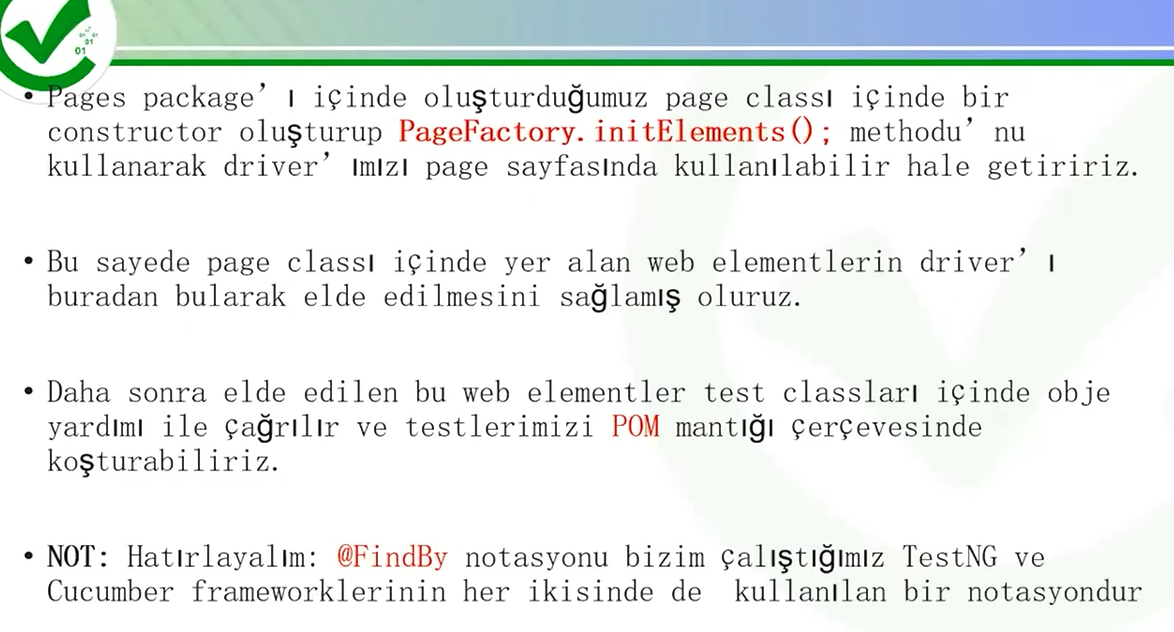 01 01
01
01
• Pages package’ı içinde oluşturduğumuz page classı içinde bir
constructor oluşturup PageFactory.initElements(); methodu’nu
kullanarak driver’ımızı page sayfasında kullanılabilir hale getiririz.
• Bu sayede page classı içinde yer alan web elementlerin driver’ı
buradan bularak elde edilmesini sağlamış oluruz.
• Daha sonra elde edilen bu web elementler test classları içinde obje
yardımı ile çağrılır ve testlerimizi POM mantığı çerçevesinde
koşturabiliriz.
• NOT: Hatırlayalım: @FindBy notasyonu bizim çalıştığımız TestNG ve
Cucumber frameworklerinin her ikisinde de kullanılan bir notasyondur